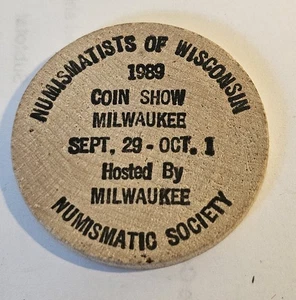 NUMISMATISTS OF WISCONSIN
1989
COIN SHOW
MILWAUKEE
SEPT. 29 - OCT. 1
Hosted By
MILWAUKEE
NUMISMATIC SOCIETY